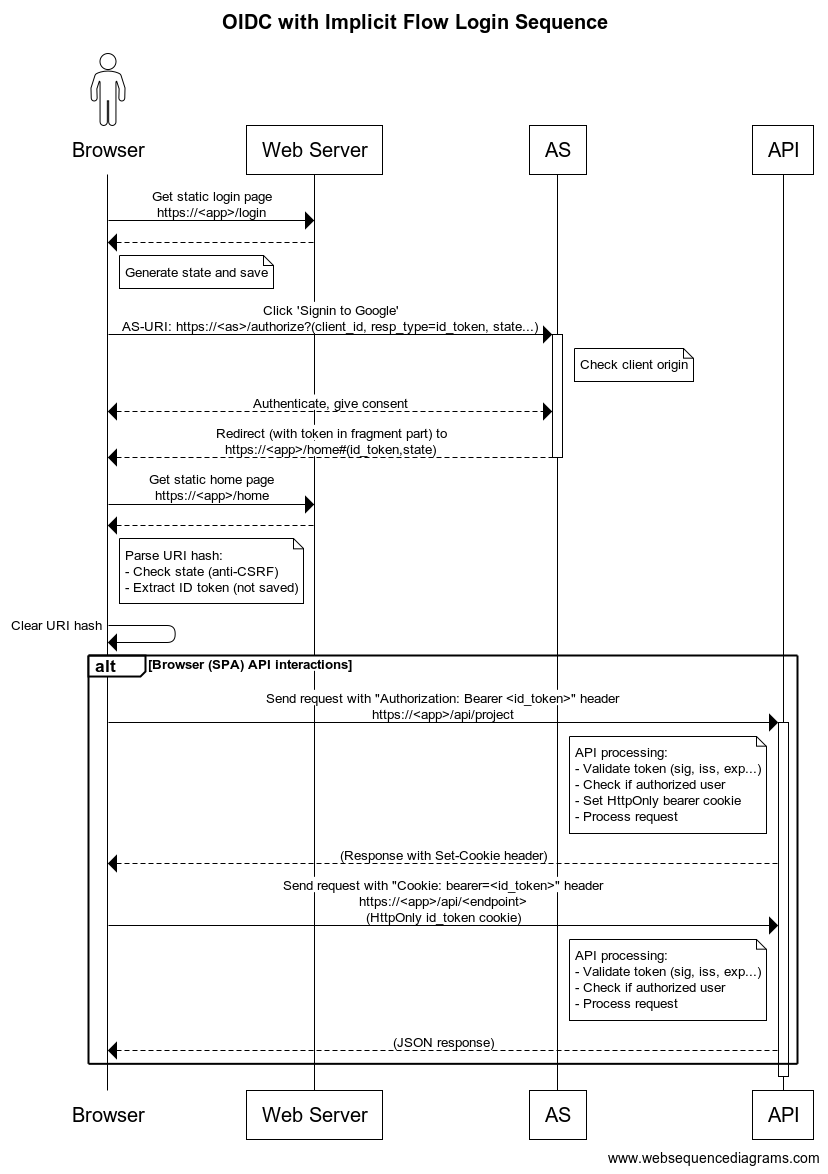 OIDC with Implicit Flow Login Sequence
Browser
Web Server
AS
API
Get static login page
https://<app>/login
Generate state and save
Click 'Signin to Google'
AS-URI: https://<as>/authorize?(client_id, resp_type=id_token, state...)
Check client origin
Authenticate, give consent
Redirect (with token in fragment part) to
https://<app>/home#(id_token,state)
Get static home page
https://<app>/home
Parse URI hash:
- Check state (anti-CSRF)
- Extract ID token (not saved)
Clear URI hash
alt
[Browser (SPA) API interactions]
Send request with "Authorization: Bearer <id_token>" header
https://<app>/api/project
API processing:
- Validate token (sig, iss, exp...)
- Check if authorized user
- Set HttpOnly bearer cookie
- Process request
(Response with Set-Cookie header)
Send request with "Cookie: bearer=<id_token>" header
https://<app>/api/<endpoint>
(HttpOnly id_token cookie)
API processing:
- Validate token (sig, iss, exp...)
- Check if authorized user
- Process request
(JSON response)
Browser
Web Server
AS
API
www.websequencediagrams.com